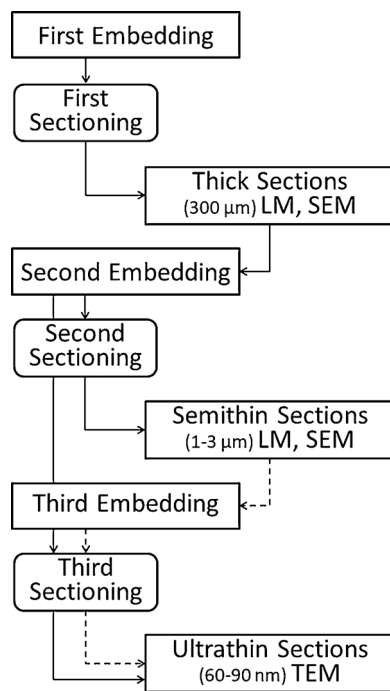 First Embedding
First
Sectioning
Thick Sections
(300 µm) LM, SEM
Second Embedding
Second
Sectioning
Semithin Sections
(1-3 µm) LM, SEM
Third Embedding
Third
Sectioning
Ultrathin Sections
(60-90 nm) TEM